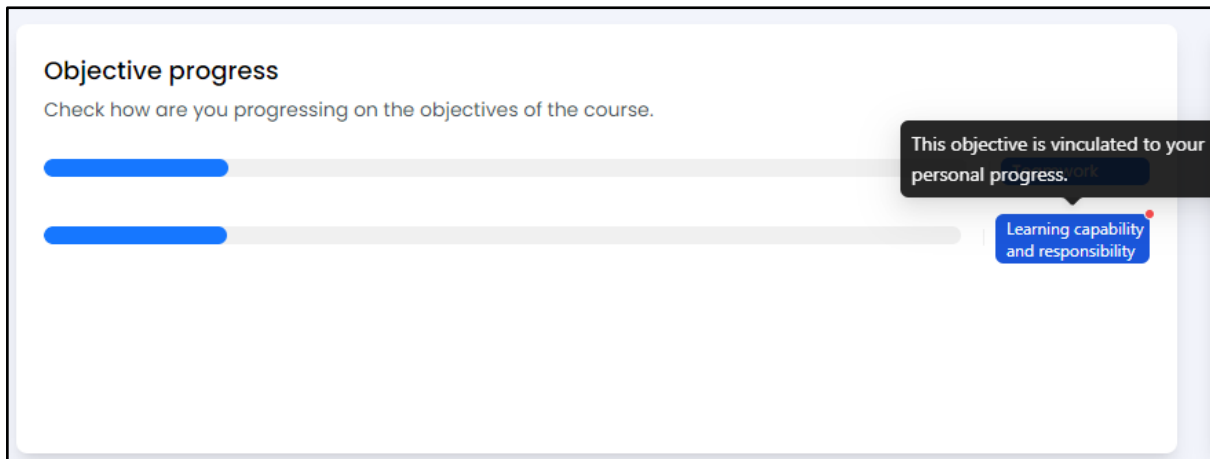 Objective progress
Check how are you progressing on the objectives of the course.
This objective is vinculated to your
personal progress.
Learning capability
and responsibility